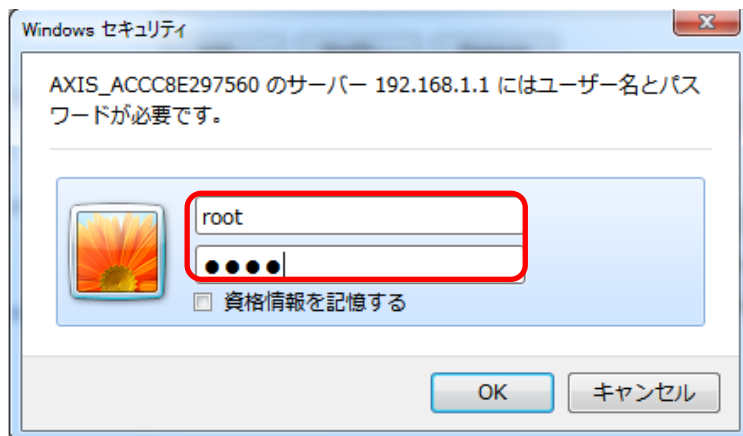 Windows セキュリティ
AXIS_ACCC8E297560 のサーバー 192.168.1.1 にはユーザー名とパス
ワードが必要です。
root
●●●●
資格情報を記憶する
OK キャンセル